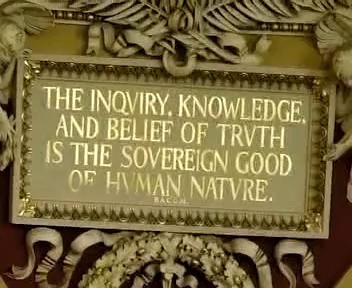 THE INQVIRY, KNOWLEDGE,
AND BELIEF OF TRVTH
IS THE SOVEREIGN GOOD
OF HVMAN NATVRE.
BACON.